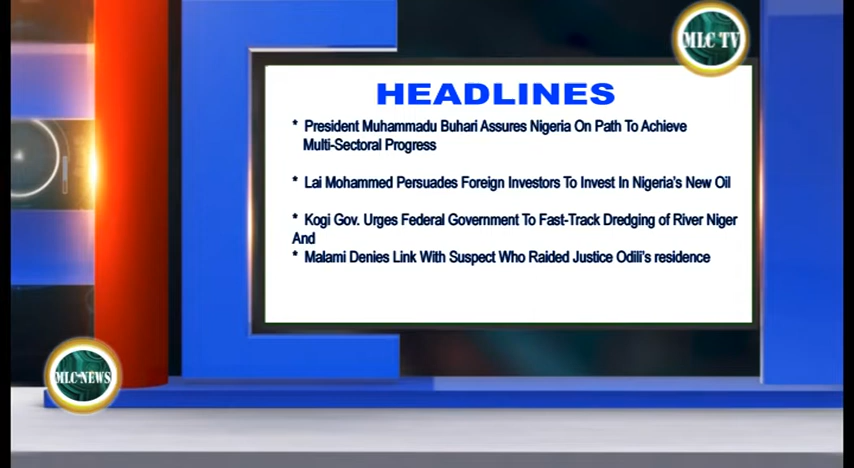 MLC TV
HEADLINES
* President Muhammadu Buhari Assures Nigeria On Path To Achieve
Multi-Sectoral Progress
* Lai Mohammed Persuades Foreign Investors To Invest In Nigeria's New Oil
* Kogi Gov. Urges Federal Government To Fast-Track Dredging of River Niger
And
* Malami Denies Link With Suspect Who Raided Justice Odili's residence
MLC NEWS